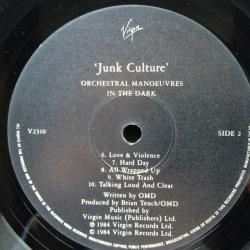 Virgin
'Junk Culture'
ORCHESTRAL MANOEUVRES
IN THE DARK
V2310
SIDE 2
6. Love & Violence
7. Hard Day
8. All Wrapped Up
9. White Trash
10. Talking Loud And Clear
Written by OMD
Produced by Brian Tench/OMD
Published by
Virgin Music (Publishers) Ltd.
℗ 1984 Virgin Records Ltd.
© 1984 Virgin Records Ltd.